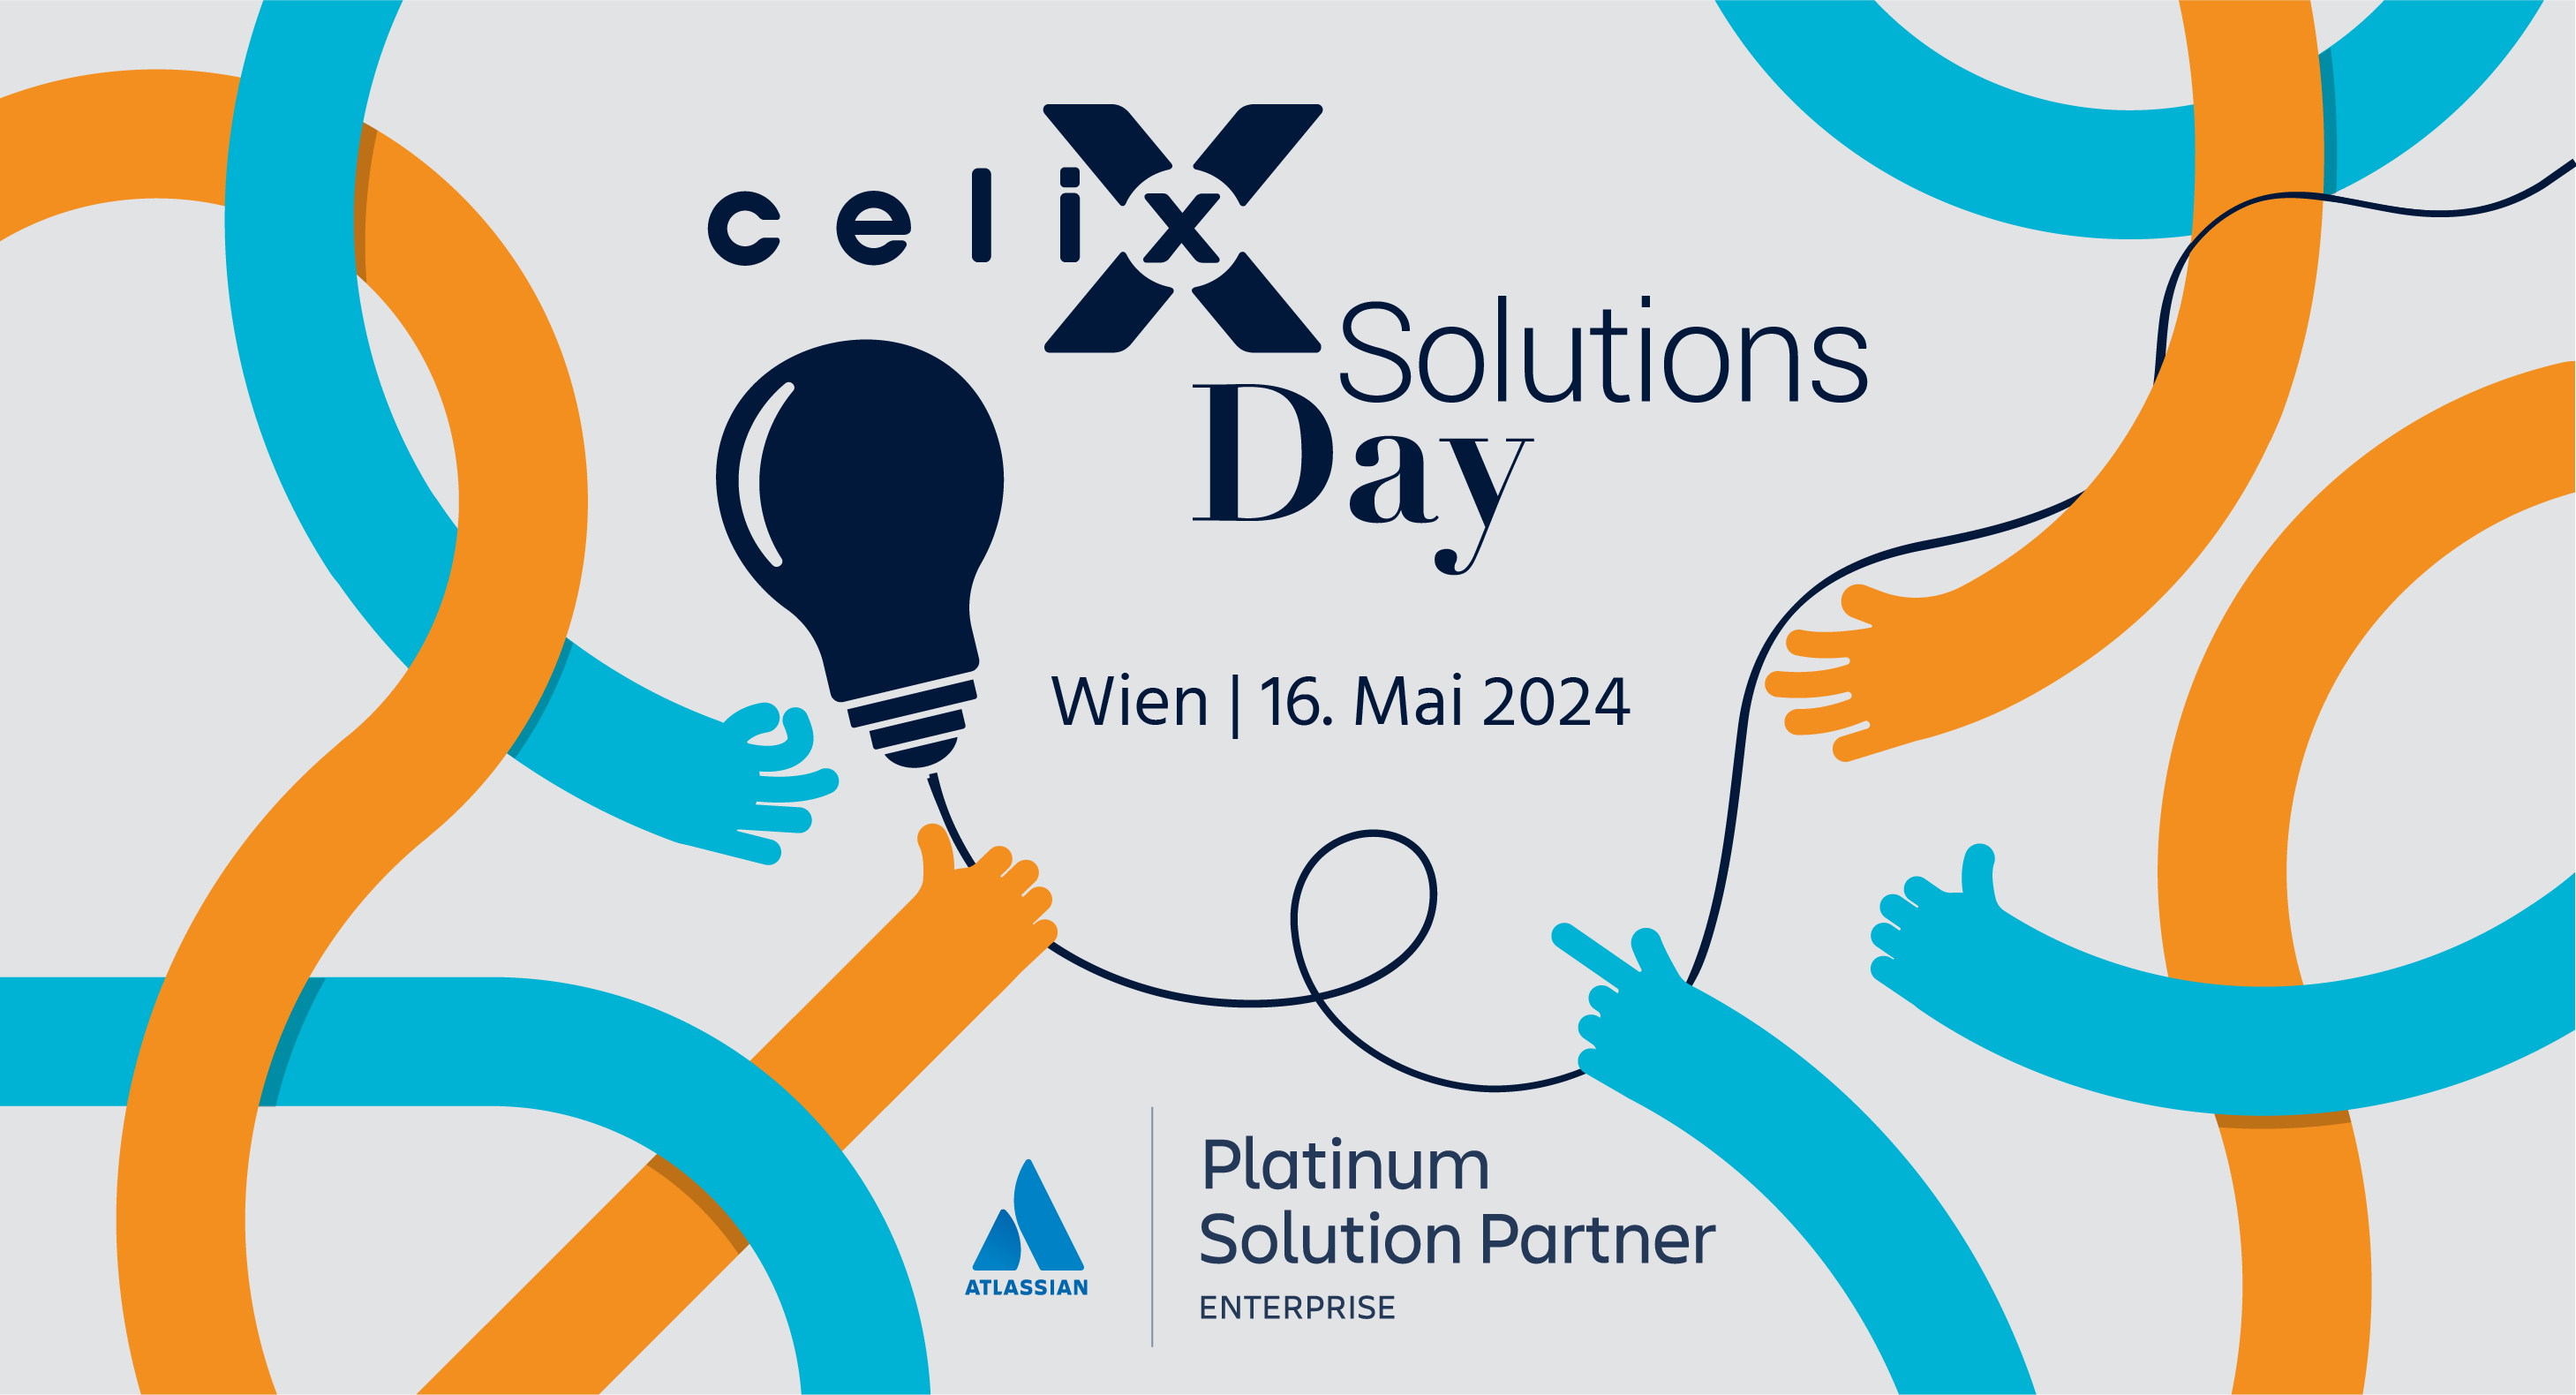 celix
Solutions
Day
Wien | 16. Mai 2024
Platinum
Solution Partner
ATLASSIAN
ENTERPRISE